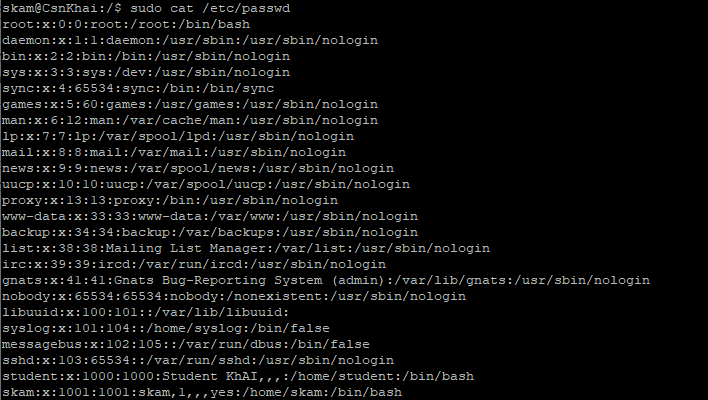 skam@CsnKhai:/$ sudo cat /etc/passwd
root:x:0:0:root:/root:/bin/bash
daemon:x:1:1:daemon:/usr/sbin:/usr/sbin/nologin
bin:x:2:2:bin:/bin:/usr/sbin/nologin
sys:x:3:3:sys:/dev:/usr/sbin/nologin
sync:x:4:65534:sync:/bin:/bin/sync
games:x:5:60:games:/usr/games:/usr/sbin/nologin
man:x:6:12:man:/var/cache/man:/usr/sbin/nologin
lp:x:7:7:lp:/var/spool/lpd:/usr/sbin/nologin
mail:x:8:8:mail:/var/mail:/usr/sbin/nologin
news:x:9:9:news:/var/spool/news:/usr/sbin/nologin
uucp:x:10:10:uucp:/var/spool/uucp:/usr/sbin/nologin
proxy:x:13:13:proxy:/bin:/usr/sbin/nologin
www-data:x:33:33:www-data:/var/www:/usr/sbin/nologin
backup:x:34:34:backup:/var/backups:/usr/sbin/nologin
list:x:38:38:Mailing List Manager:/var/list:/usr/sbin/nologin
irc:x:39:39:ircd:/var/run/ircd:/usr/sbin/nologin
gnats:x:41:41:Gnats Bug-Reporting System (admin):/var/lib/gnats:/usr/sbin/nologin
nobody:x:65534:65534:nobody:/nonexistent:/usr/sbin/nologin
libuuid:x:100:101::/var/lib/libuuid:
syslog:x:101:104::/home/syslog:/bin/false
messagebus:x:102:105::/var/run/dbus:/bin/false
sshd:x:103:65534::/var/run/sshd:/usr/sbin/nologin
student:x:1000:1000:Student KhAI,,,:/home/student:/bin/bash
skam:x:1001:1001:skam,1,,,yes:/home/skam:/bin/bash